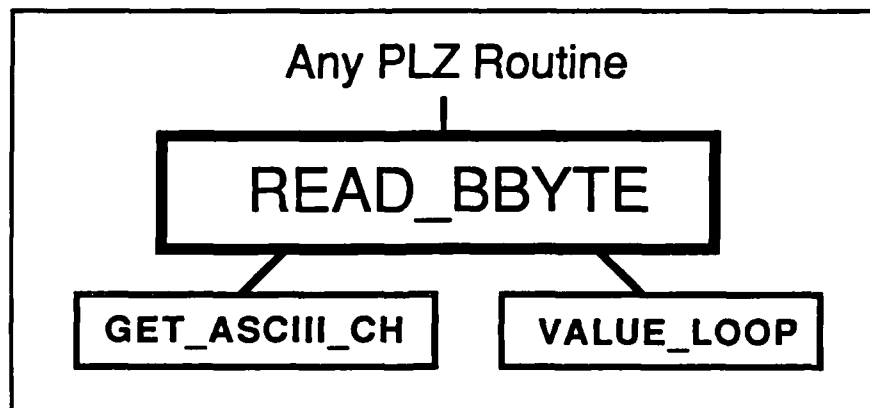 Any PLZ Routine
READ_BBYTE
GET_ASCIII_CH VALUE_LOOP